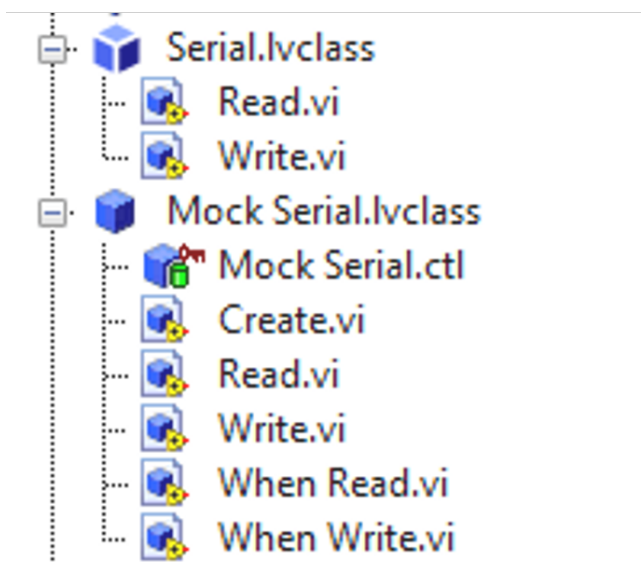 Serial.lvclass
Read.vi
Write.vi
Mock Serial.lvclass
Mock Serial.ctl
Create.vi
Read.vi
Write.vi
When Read.vi
When Write.vi